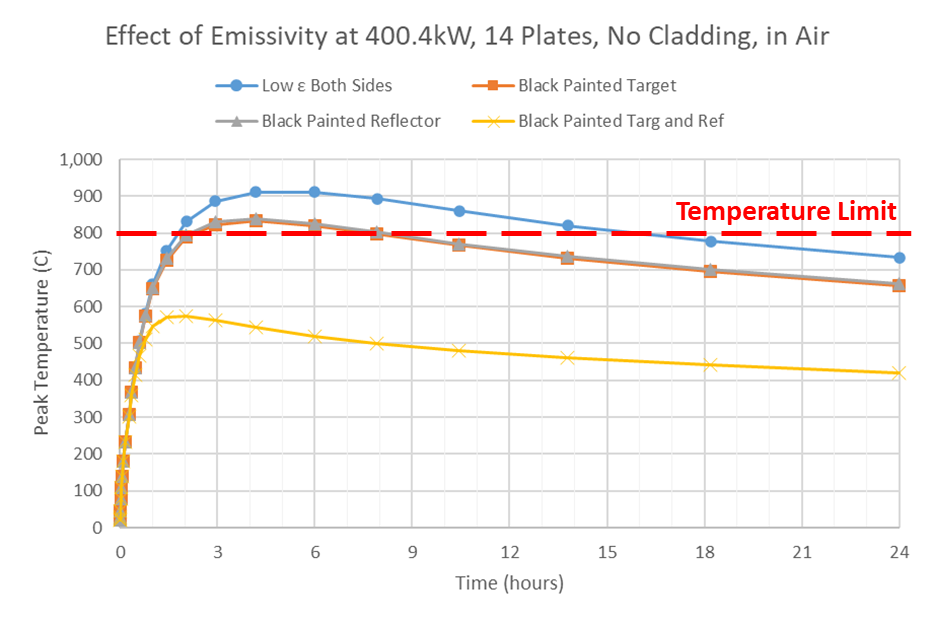 Effect of Emissivity at 400.4kW, 14 Plates, No Cladding, in Air
Low ε Both Sides
Black Painted Target
Black Painted Reflector
Black Painted Targ and Ref
1,000
900
800
700
600
500
400
300
200
100
0
Peak Temperature (C)
Temperature Limit
0 3 6 9 12 15 18 21 24
Time (hours)